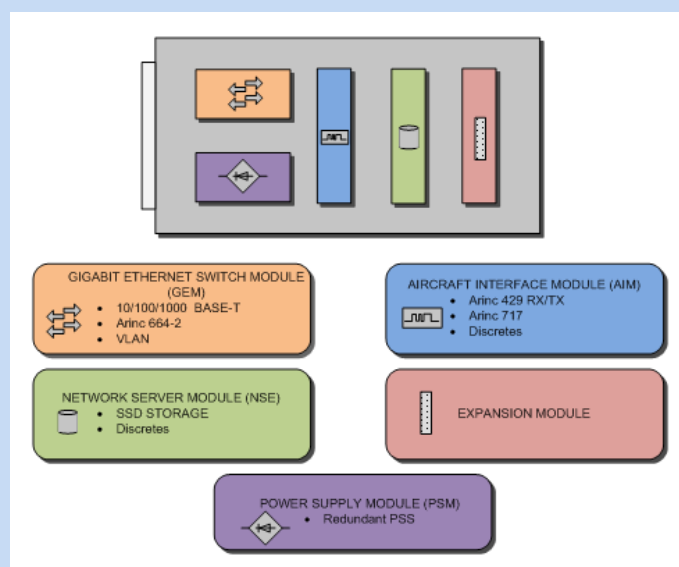 GIGABIT ETHERNET SWITCH MODULE
(GEM)
• 10/100/1000 BASE-T
• Arinc 664-2
• VLAN
AIRCRAFT INTERFACE MODULE (AIM)
• Arinc 429 RX/TX
• Arinc 717
• Discretes
NETWORK SERVER MODULE (NSE)
• SSD STORAGE
• Discretes
EXPANSION MODULE
POWER SUPPLY MODULE (PSM)
• Redundant PSS